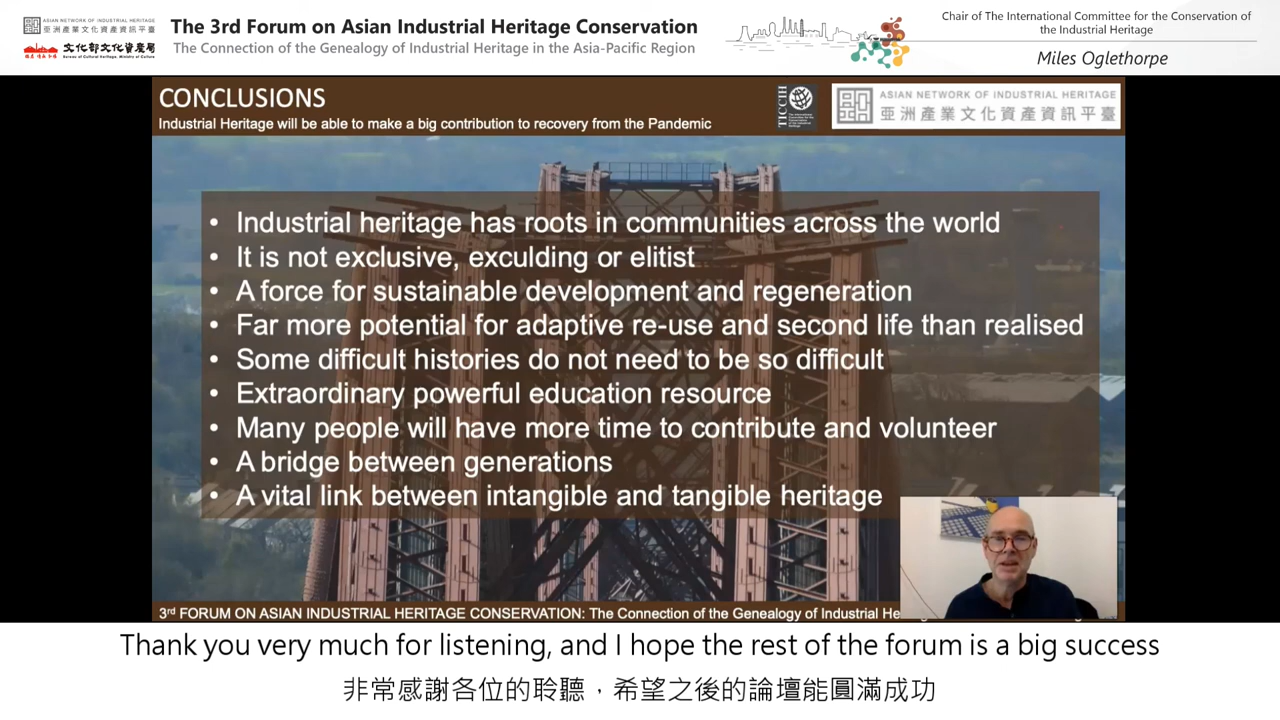 ASIAN NETWORK OF INDUSTRIAL HERITAGE
亞洲產業文化資產資訊平臺
文化部文化資產局
Bureau of Cultural Heritage, Ministry of Culture
The 3rd Forum on Asian Industrial Heritage Conservation
The Connection of the Genealogy of Industrial Heritage in the Asia-Pacific Region
Chair of The International Committee for the Conservation of
the Industrial Heritage
Miles Oglethorpe
CONCLUSIONS
Industrial Heritage will be able to make a big contribution to recovery from the Pandemic
TICCIH
ASIAN NETWORK OF INDUSTRIAL HERITAGE
亞洲產業文化資產資訊平臺
• Industrial heritage has roots in communities across the world
• It is not exclusive, exculding or elitist
• A force for sustainable development and regeneration
• Far more potential for adaptive re-use and second life than realised
• Some difficult histories do not need to be so difficult
• Extraordinary powerful education resource
• Many people will have more time to contribute and volunteer
• A bridge between generations
• A vital link between intangible and tangible heritage
3rd FORUM ON ASIAN INDUSTRIAL HERITAGE CONSERVATION: The Connection of the Genealogy of Industrial He
Thank you very much for listening, and I hope the rest of the forum is a big success
非常感謝各位的聆聽，希望之後的論壇能圓滿成功